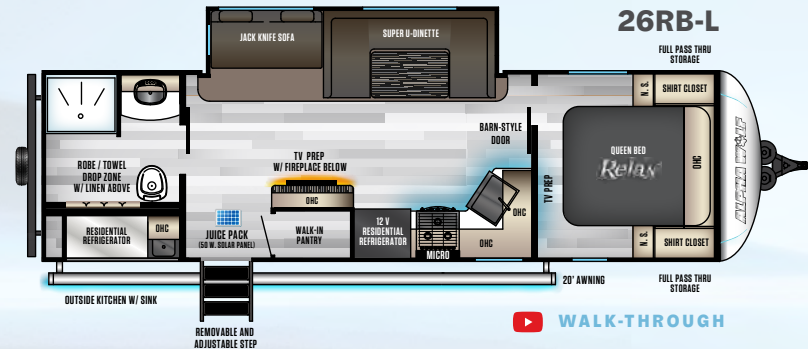 26RB-L
FULL PASS THRU
STORAGE
JACK KNIFE SOFA
SUPER U-DINETTE
N.S.
SHIRT CLOSET
BARN-STYLE
DOOR
TV PREP
W/ FIREPLACE BELOW
OHC
ROBE / TOWEL
DROP ZONE
W/ LINEN ABOVE
QUEEN BED
Relax
OHC
ALPHA WOLF
TV PREP
RESIDENTIAL
REFRIGERATOR
OHC
JUICE PACK
(50 W. SOLAR PANEL)
WALK-IN
PANTRY
12 V
RESIDENTIAL
REFRIGERATOR
MICRO
OHC
OHC
N.S.
SHIRT CLOSET
20' AWNING
FULL PASS THRU
STORAGE
OUTSIDE KITCHEN W/ SINK
REMOVABLE AND
ADJUSTABLE STEP
WALK-THROUGH